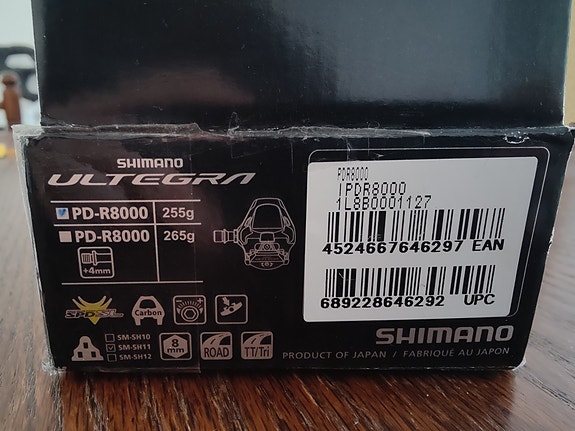 SHIMANO
ULTEGRA
PD-R8000 255g
PD-R8000 265g
+4mm
SPD-SL
Carbon
SM-SH10
SM-SH11
SM-SH12
8 mm
ROAD
TT/Tri
PDR8000
IPDR8000
1L8B0001127
4524667646297 EAN
689228646292 UPC
SHIMANO
PRODUCT OF JAPAN / FABRIQUÉ AU JAPON